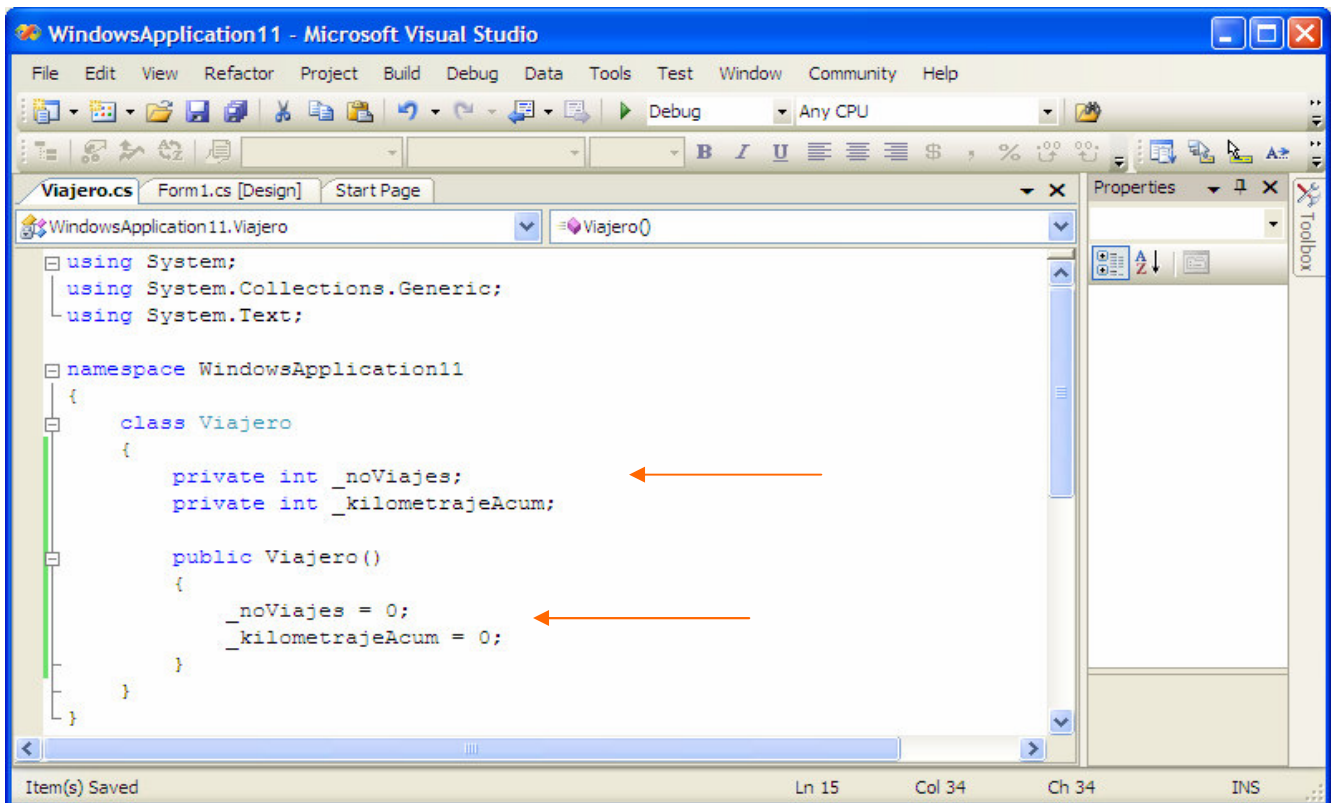 WindowsApplication11 - Microsoft Visual Studio
File Edit View Refactor Project Build Debug Data Tools Test Window Community Help
Debug Any CPU
B I U $ , %
Viajero.cs Form1.cs [Design] Start Page
Properties
Toolbox
WindowsApplication11.Viajero Viajero()
using System;
using System.Collections.Generic;
using System.Text;
namespace WindowsApplication11
{
class Viajero
{
private int _noViajes;
private int _kilometrajeAcum;
public Viajero()
{
_noViajes = 0;
_kilometrajeAcum = 0;
}
}
}
Item(s) Saved Ln 15 Col 34 Ch 34 INS